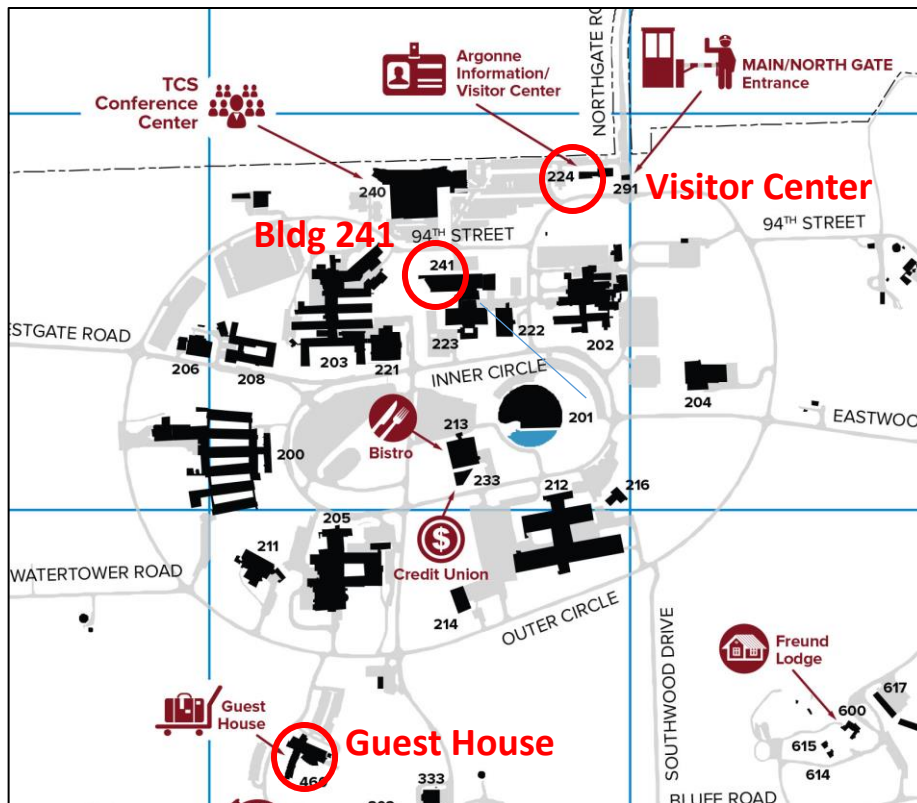 TCS
Conference
Center
Argonne
Information/
Visitor Center
NORTHGATE RO
MAIN/NORTH GATE
Entrance
240
224
291
Visitor Center
Bldg 241
94TH STREET
94TH STREET
241
ESTGATE ROAD
206
208
203
221
223
222
202
INNER CIRCLE
204
201
EASTWOO
Bistro
213
200
233
212
216
205
211
$
Credit Union
WATERTOWER ROAD
214
OUTER CIRCLE
SOUTHWOOD DRIVE
Freund
Lodge
617
600
615
614
Guest
House
Guest House
460
333
BLUFF ROAD